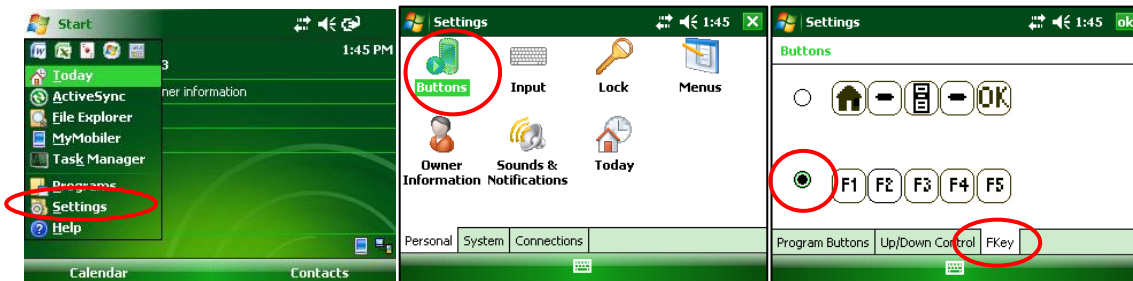 Start
1:45 PM
3
Today
ner information
ActiveSync
File Explorer
MyMobiler
Task Manager
Programs
Settings
Help
Calendar Contacts
Settings 1:45
Buttons Input Lock Menus
Owner Information Sounds & Notifications Today
Personal System Connections
Settings 1:45 ok
Buttons
OK
F1 F2 F3 F4 F5
Program Buttons Up/Down Control FKey